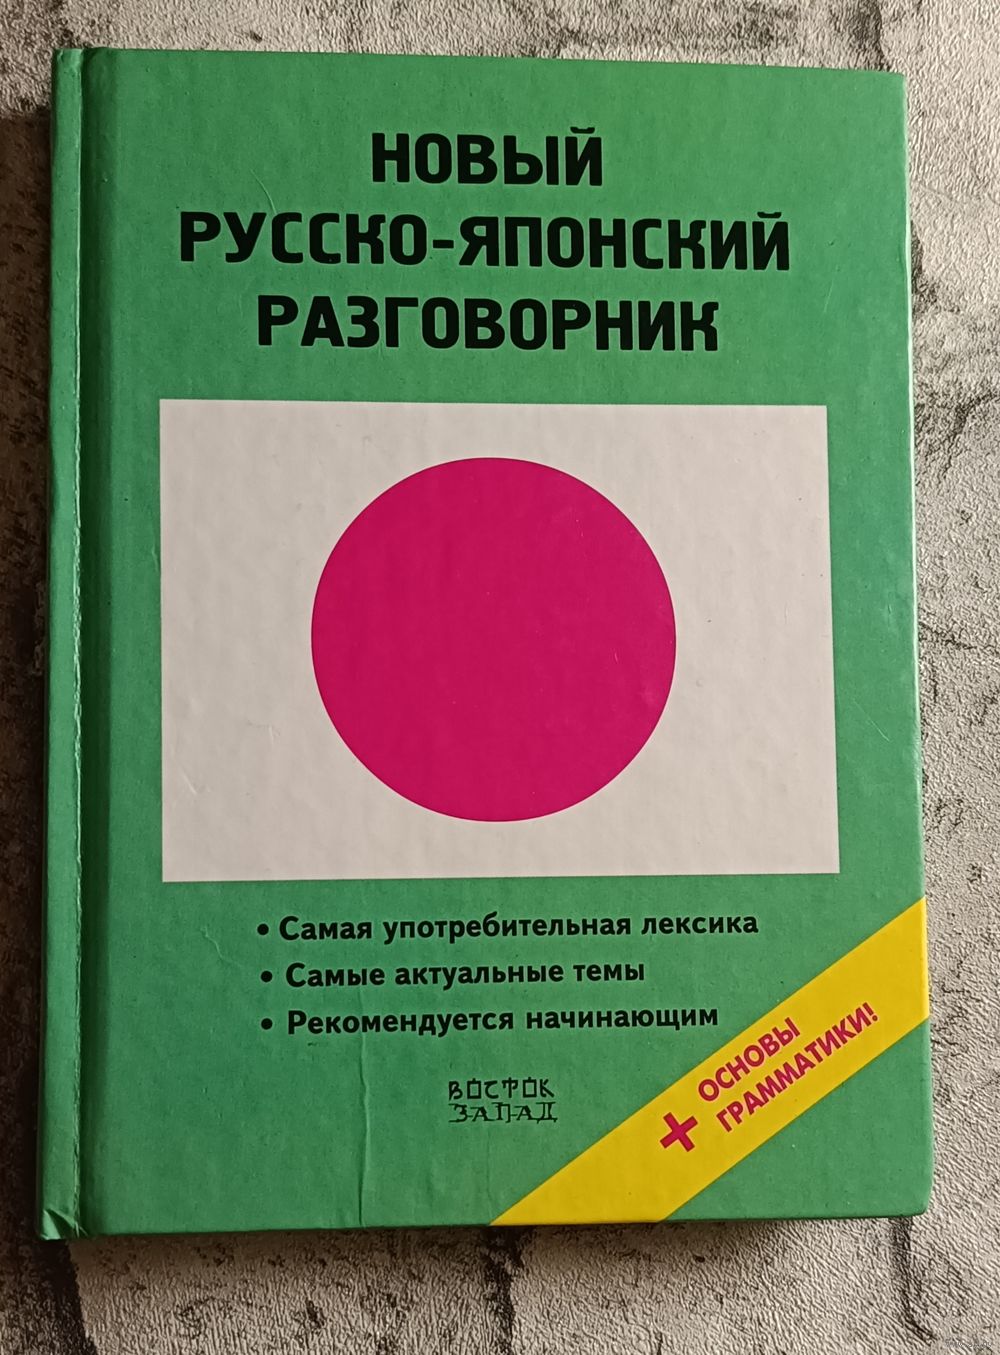 НОВЫЙ
РУССКО-ЯПОНСКИЙ
РАЗГОВОРНИК
• Самая употребительная лексика
• Самые актуальные темы
• Рекомендуется начинающим
ВОСТОК
ЗАПАД
+ ОСНОВЫ
ГРАММАТИКИ!